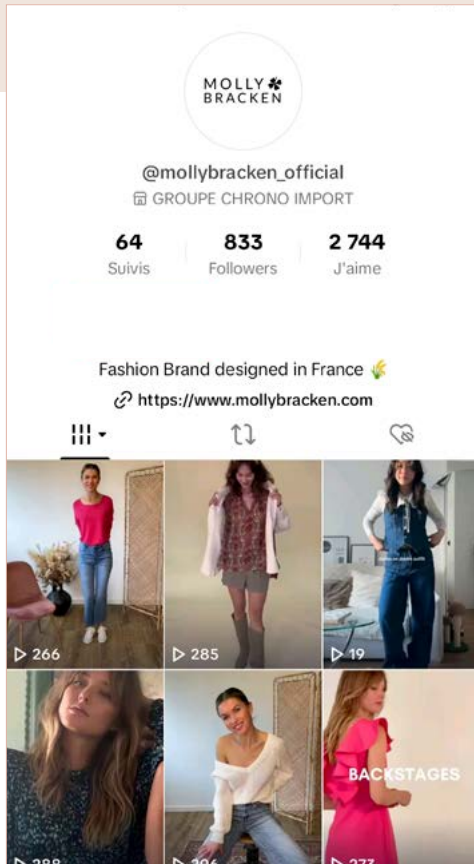 MOLLY
BRACKEN
@mollybracken_official
GROUPE CHRONO IMPORT
64 833 2 744
Suivis Followers J'aime
Fashion Brand designed in France
https://www.mollybracken.com
266 285 19
BACKSTAGES